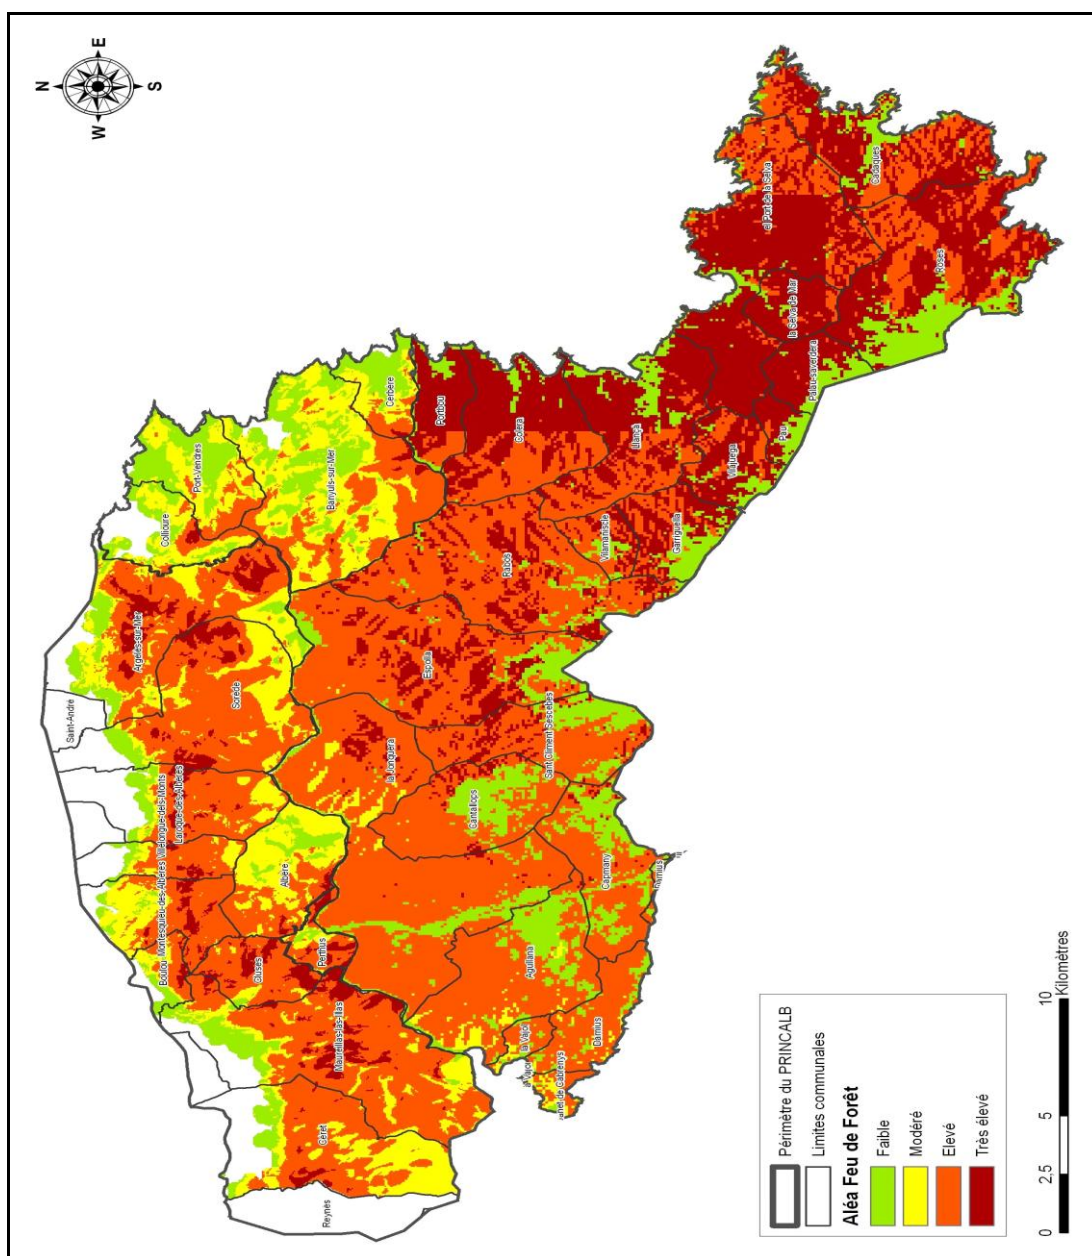 N
W
E
S
Cerbère
Port-Vendres
Collioure
Banyuls-sur-Mer
Argelès-sur-Mer
Sorède
Saint-André
Laroque-des-Albères
Villelongue-dels-Monts
Montesquieu-des-Albères
Boulou
Albère
Cluses
Perthus
Maureillas-las-Illas
Céret
Reynès
el Port de la Selva
Cadaqués
Roses
la Selva de Mar
Palau-saverdera
Portbou
Colera
Llançà
Vilajuïga
Pau
Garriguella
Vilamaniscle
Rabós
Espolla
Sant Climent Sescebes
la Jonquera
Cantallops
Capmany
Agullana
la Vajol
la Vajol
Darnius
Darnius
Périmètre du PRINCALB
Limites communales
Aléa Feu de Forêt
Faible
Modéré
Elevé
Très élevé
0 2,5 5 10
Kilomètres